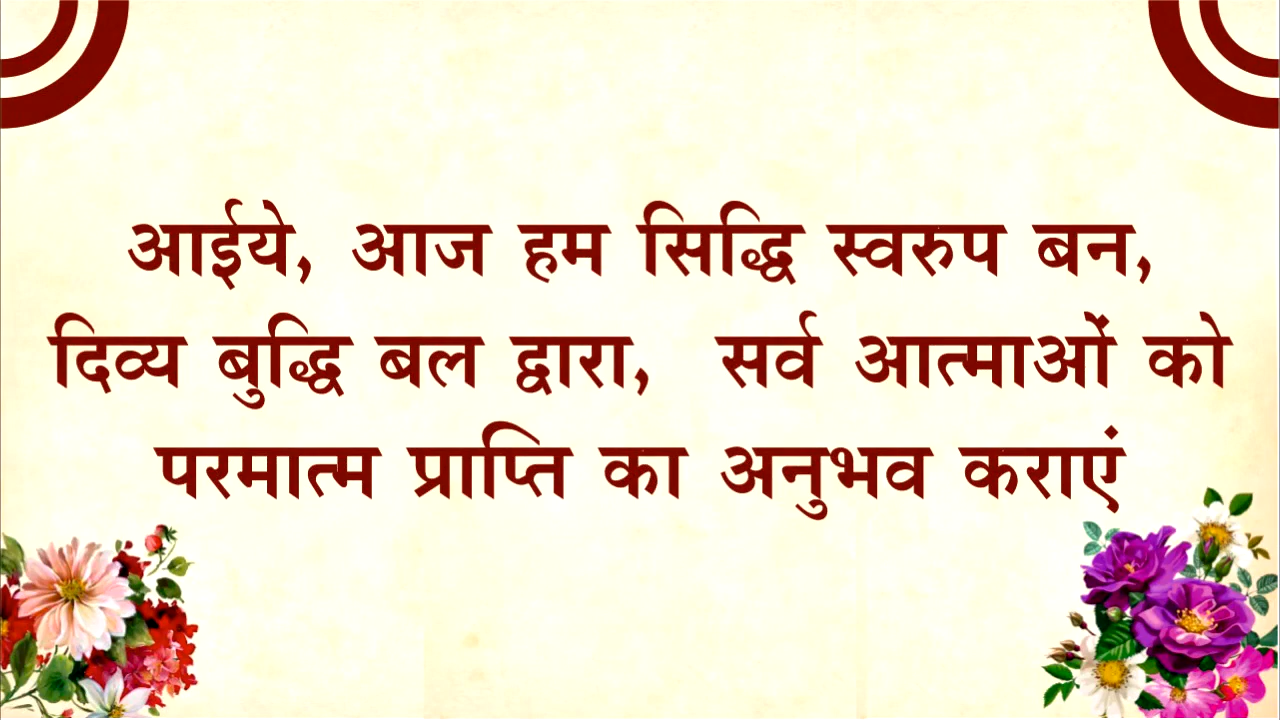 आईये, आज हम सिद्धि स्वरुप बन,
दिव्य बुद्धि बल द्वारा, सर्व आत्माओं को
परमात्म प्राप्ति का अनुभव कराएं